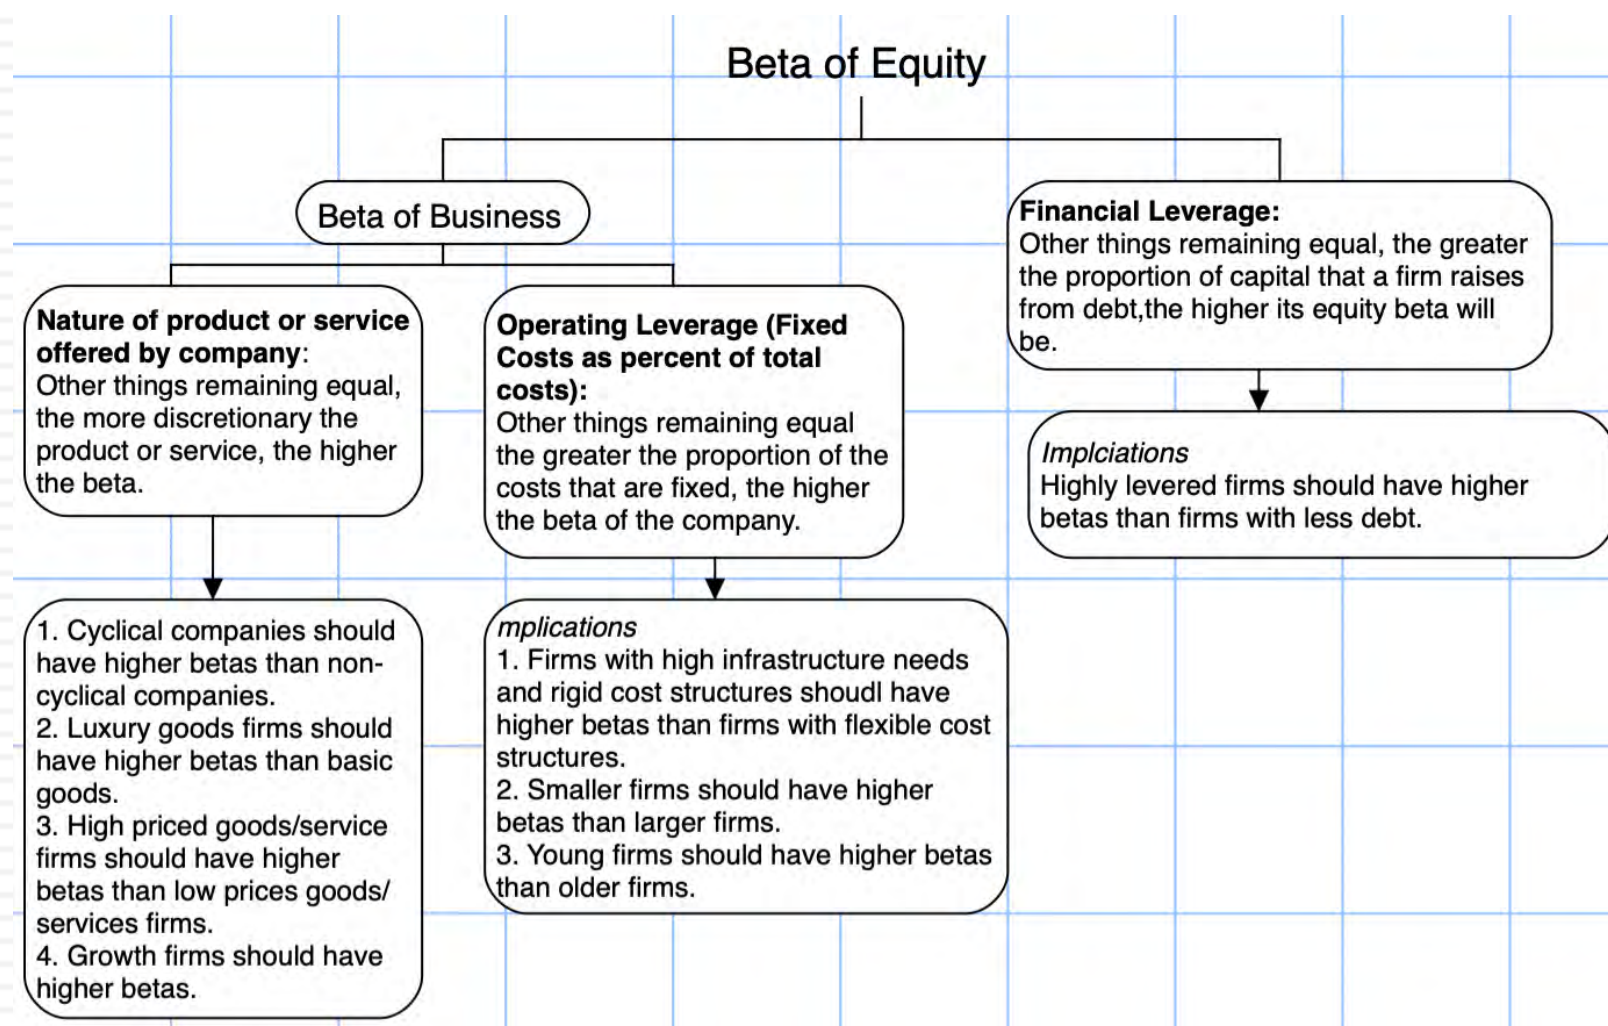 Beta of Equity
Beta of Business
Nature of product or service
offered by company:
Other things remaining equal,
the more discretionary the
product or service, the higher
the beta.
Operating Leverage (Fixed
Costs as percent of total
costs):
Other things remaining equal
the greater the proportion of the
costs that are fixed, the higher
the beta of the company.
Financial Leverage:
Other things remaining equal, the greater
the proportion of capital that a firm raises
from debt,the higher its equity beta will
be.
Implciations
Highly levered firms should have higher
betas than firms with less debt.
1. Cyclical companies should
have higher betas than non-
cyclical companies.
2. Luxury goods firms should
have higher betas than basic
goods.
3. High priced goods/service
firms should have higher
betas than low prices goods/
services firms.
4. Growth firms should have
higher betas.
mplications
1. Firms with high infrastructure needs
and rigid cost structures shoudl have
higher betas than firms with flexible cost
structures.
2. Smaller firms should have higher
betas than larger firms.
3. Young firms should have higher betas
than older firms.